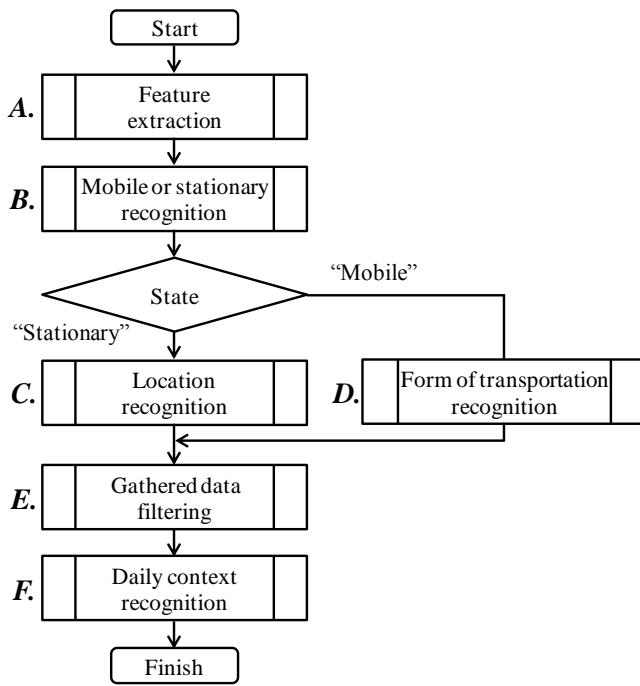 Start
A.
Feature
extraction
B.
Mobile or stationary
recognition
State
“Mobile”
“Stationary”
C.
Location
recognition
D.
Form of transportation
recognition
E.
Gathered data
filtering
F.
Daily context
recognition
Finish